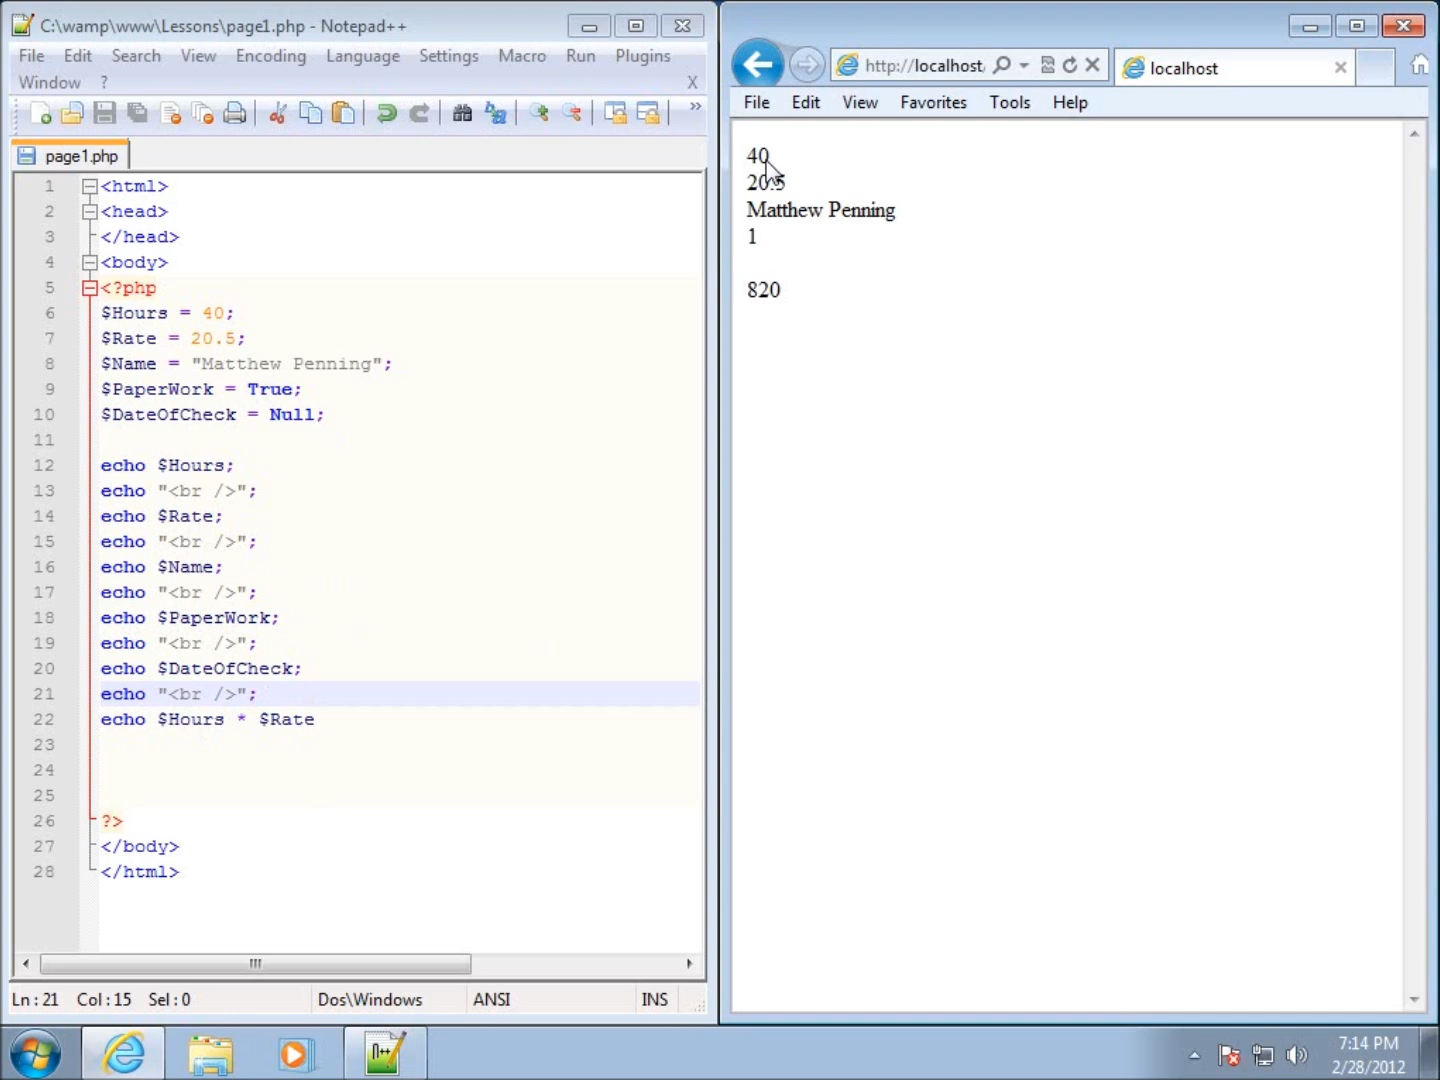 C:\wamp\www\Lessons\page1.php - Notepad++
File Edit Search View Encoding Language Settings Macro Run Plugins
Window ? X
page1.php
1 <html>
2 <head>
3 </head>
4 <body>
5 <?php
6 $Hours = 40;
7 $Rate = 20.5;
8 $Name = "Matthew Penning";
9 $PaperWork = True;
10 $DateOfCheck = Null;
11
12 echo $Hours;
13 echo "<br />";
14 echo $Rate;
15 echo "<br />";
16 echo $Name;
17 echo "<br />";
18 echo $PaperWork;
19 echo "<br />";
20 echo $DateOfCheck;
21 echo "<br />";
22 echo $Hours * $Rate
23
24
25
26 ?>
27 </body>
28 </html>
Ln : 21 Col : 15 Sel : 0 Dos\Windows ANSI INS
http://localhost
localhost
File Edit View Favorites Tools Help
40
20.5
Matthew Penning
1
820
7:14 PM
2/28/2012